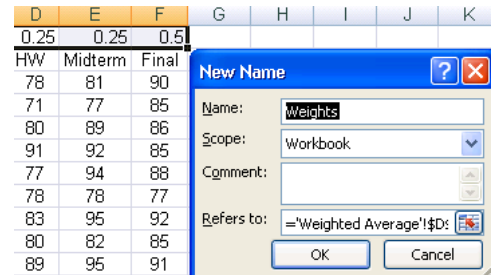 D E F G H I J K
0.25 0.25 0.5
HW Midterm Final
78 81 90
71 77 85
80 89 86
91 92 85
77 94 88
78 78 77
83 95 92
80 82 85
89 95 91
New Name
Name: Weights
Scope: Workbook
Comment:
Refers to: ='Weighted Average'!$D$
OK Cancel